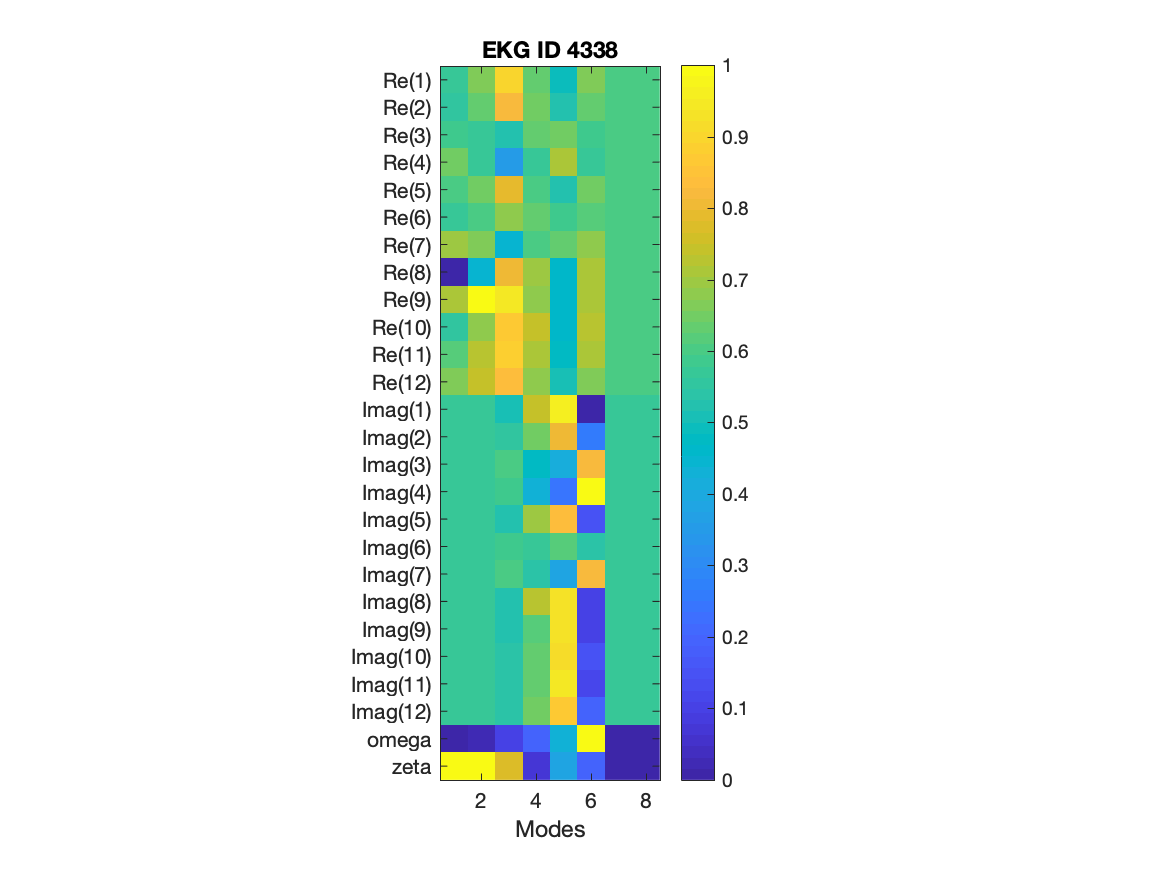 EKG ID 4338
Re(1)
Re(2)
Re(3)
Re(4)
Re(5)
Re(6)
Re(7)
Re(8)
Re(9)
Re(10)
Re(11)
Re(12)
Imag(1)
Imag(2)
Imag(3)
Imag(4)
Imag(5)
Imag(6)
Imag(7)
Imag(8)
Imag(9)
Imag(10)
Imag(11)
Imag(12)
omega
zeta
2 4 6 8
Modes
1
0.9
0.8
0.7
0.6
0.5
0.4
0.3
0.2
0.1
0